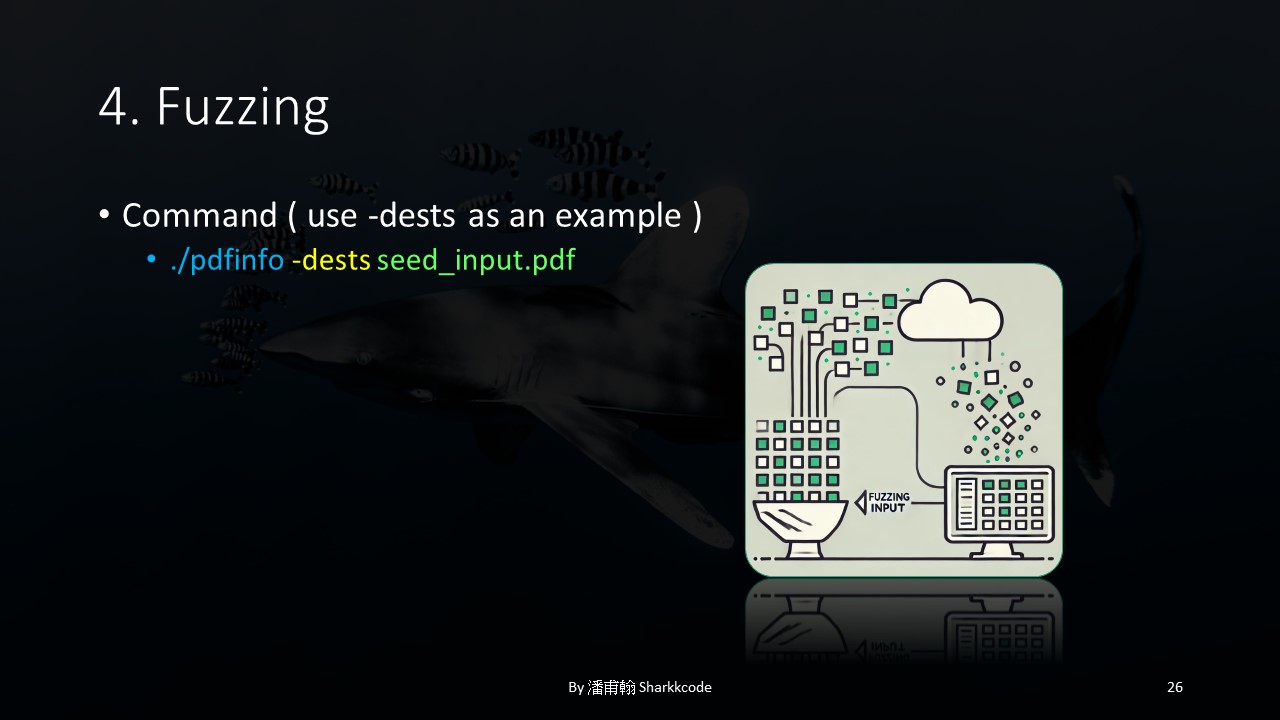 4. Fuzzing
• Command ( use -dests as an example )
• ./pdfinfo -dests seed_input.pdf
FUZZING
INPUT
By 潘甫翰 Sharkkcode
26